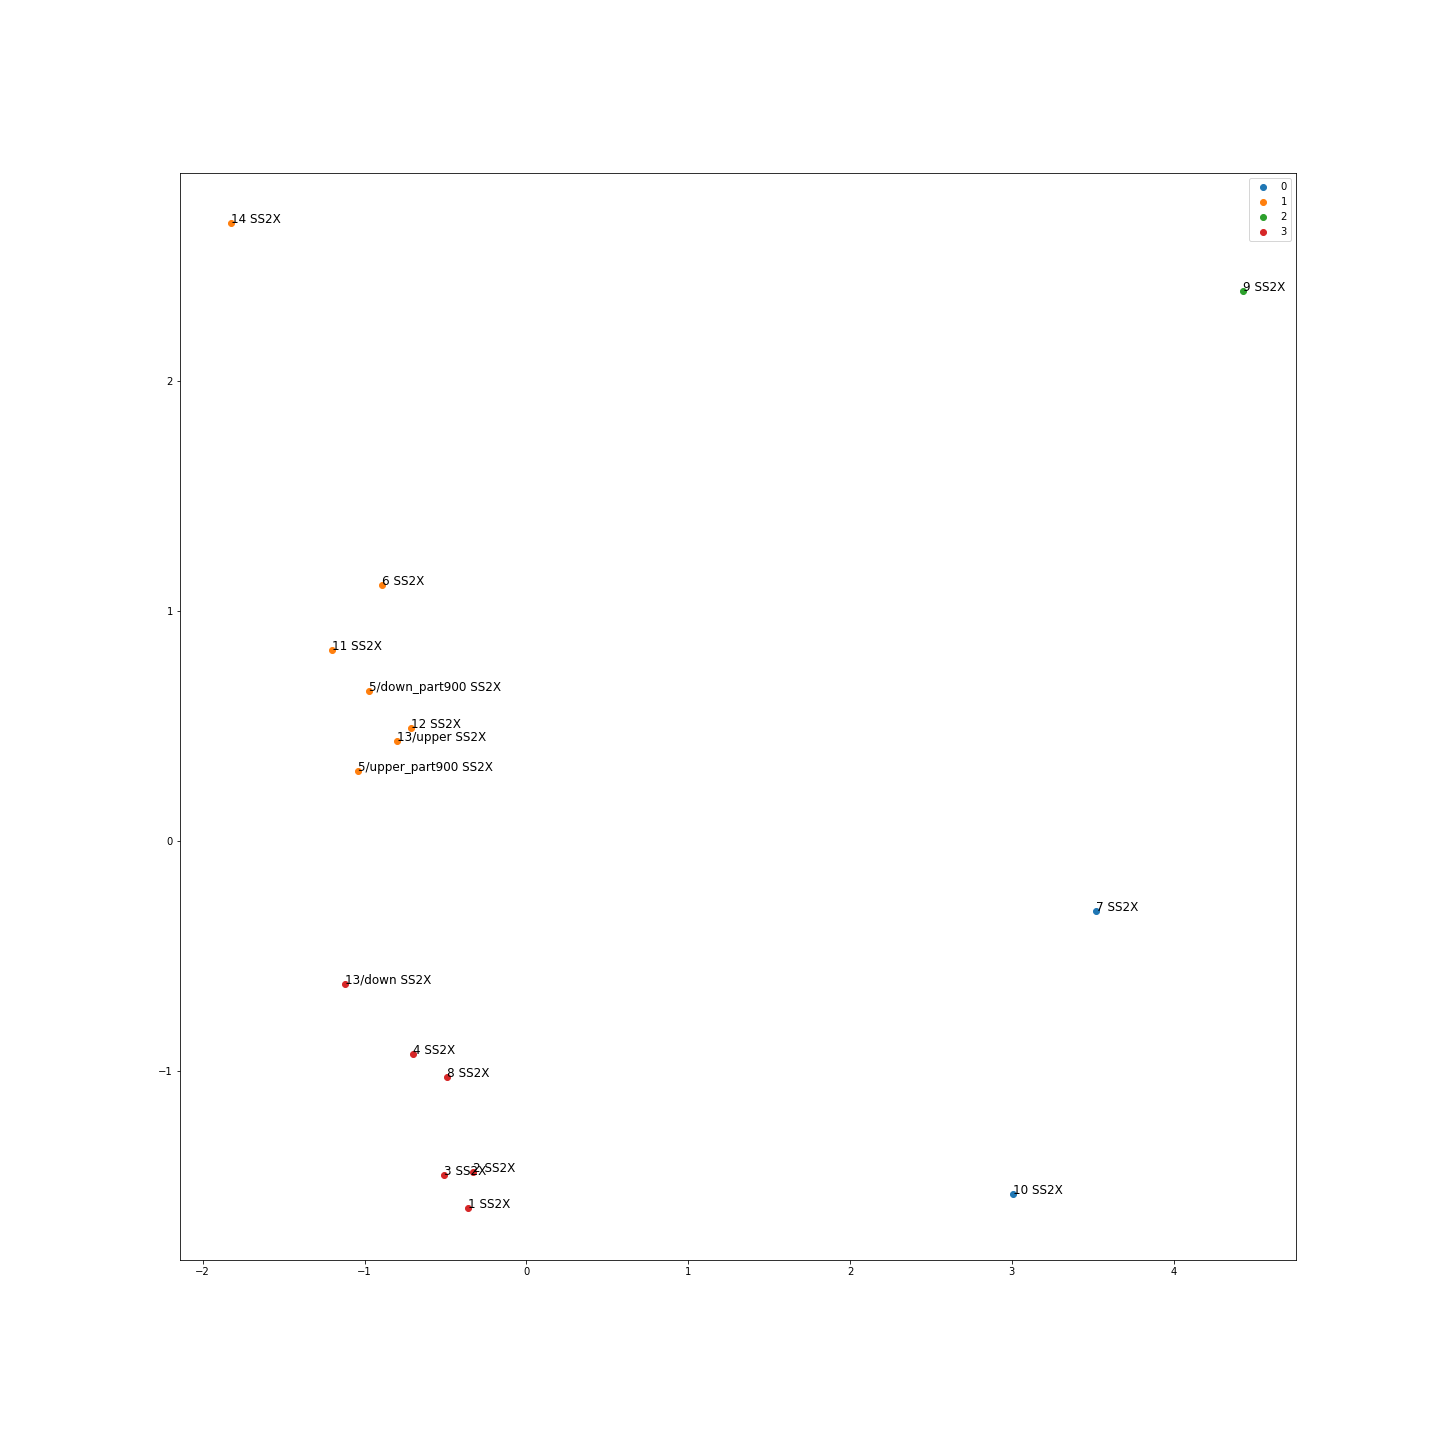 0
1
2
3
14 SS2X
9 SS2X
2
6 SS2X
1
11 SS2X
5/down_part900 SS2X
12 SS2X
13/upper SS2X
5/upper_part900 SS2X
0
7 SS2X
13/down SS2X
4 SS2X
−1
8 SS2X
3 SS2X
2 SS2X
10 SS2X
1 SS2X
−2
−1
0
1
2
3
4